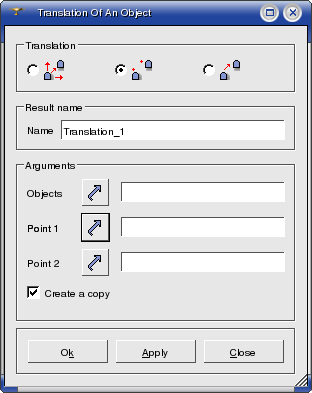 Translation Of An Object
Translation
Result name
Name Translation_1
Arguments
Objects
Point 1
Point 2
Create a copy
Ok Apply Close